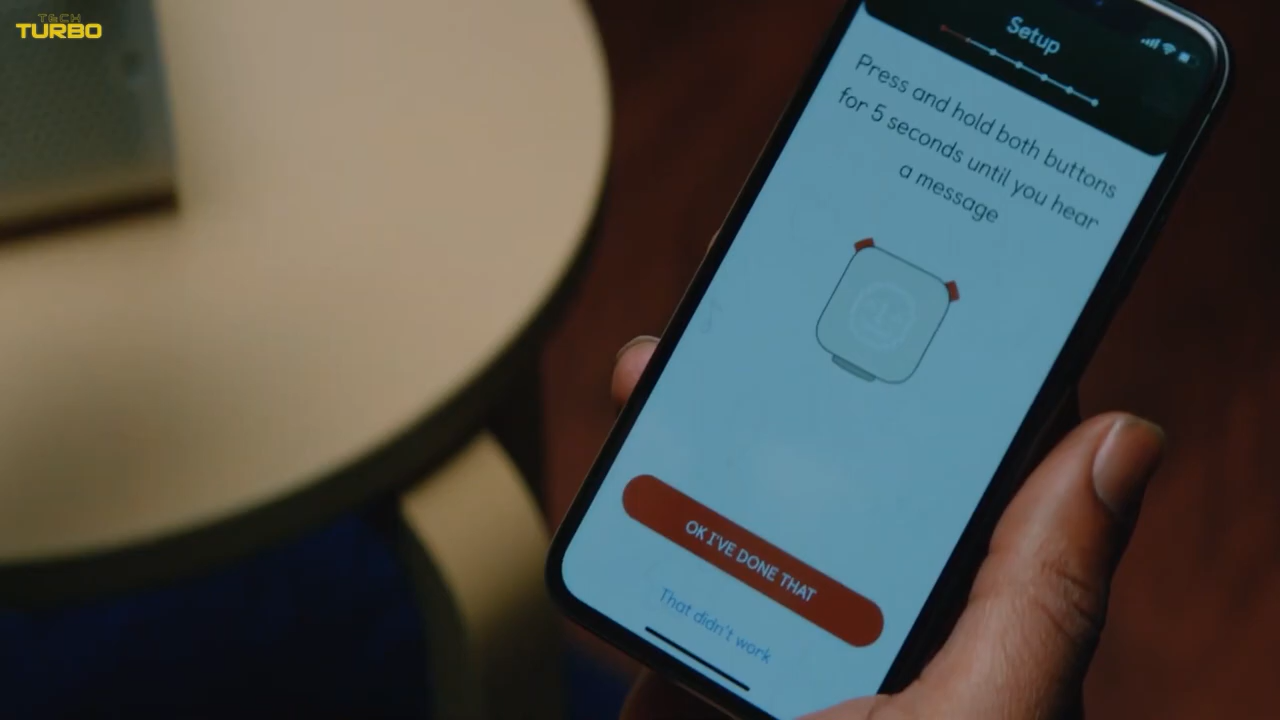 T&CH
TURBO
Setup
Press and hold both buttons
for 5 seconds until you hear
a message
OK I'VE DONE THAT
That didn't work